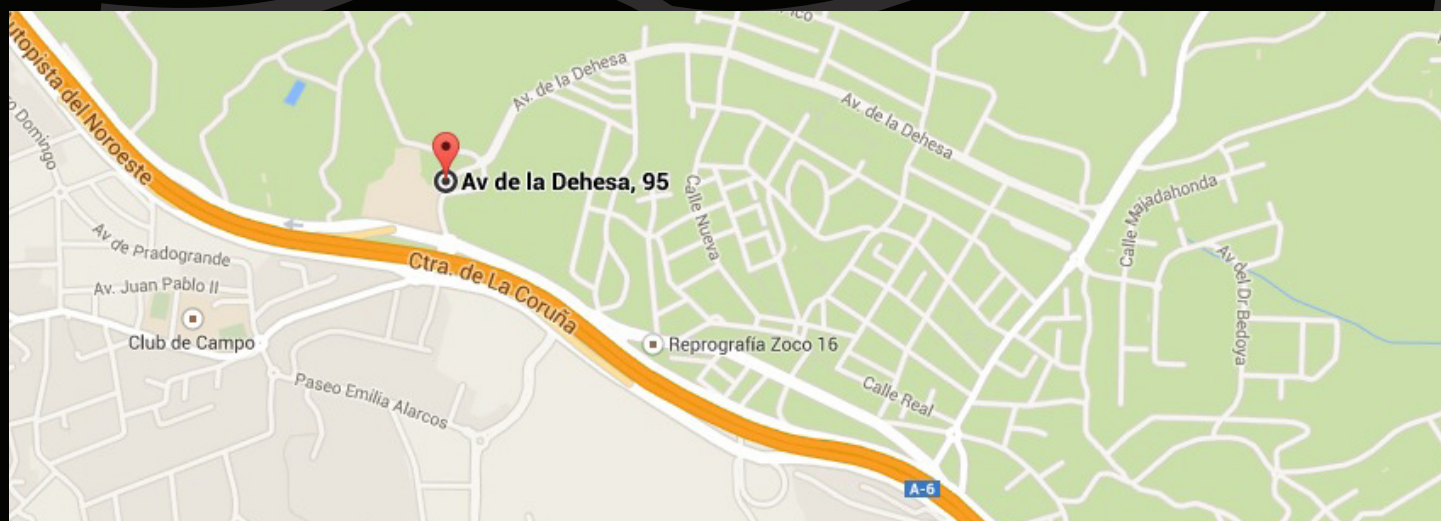 Pico
Autopista del Noroeste
Domingo
Av. de la Dehesa
Av. de la Dehesa
Av de la Dehesa, 95
Calle Nueva
Calle Majadahonda
Av de Pradogrande
Av. Juan Pablo II
Club de Campo
Ctra. de La Coruña
Av del Dr. Bedoya
Reprografía Zoco 16
Paseo Emilia Alarcos
Calle Real
A-6